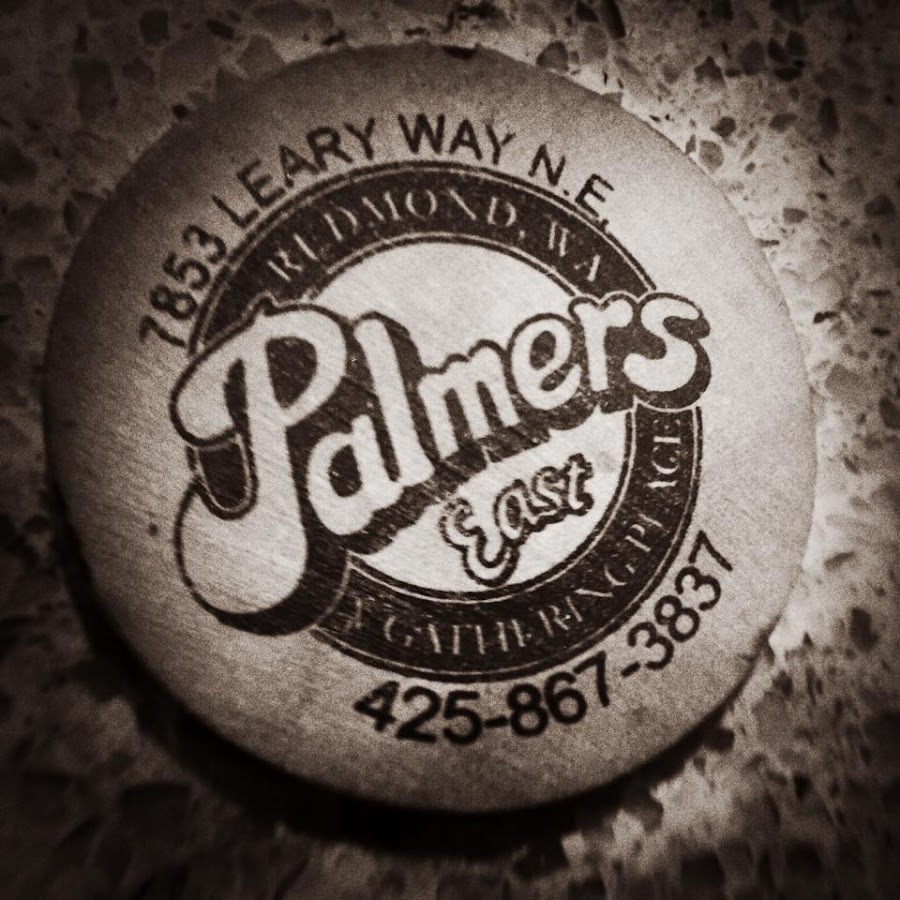 7853 LEARY WAY N.E.
REDMOND, WA
Palmers
East
A GATHERING PLACE
425-867-3837